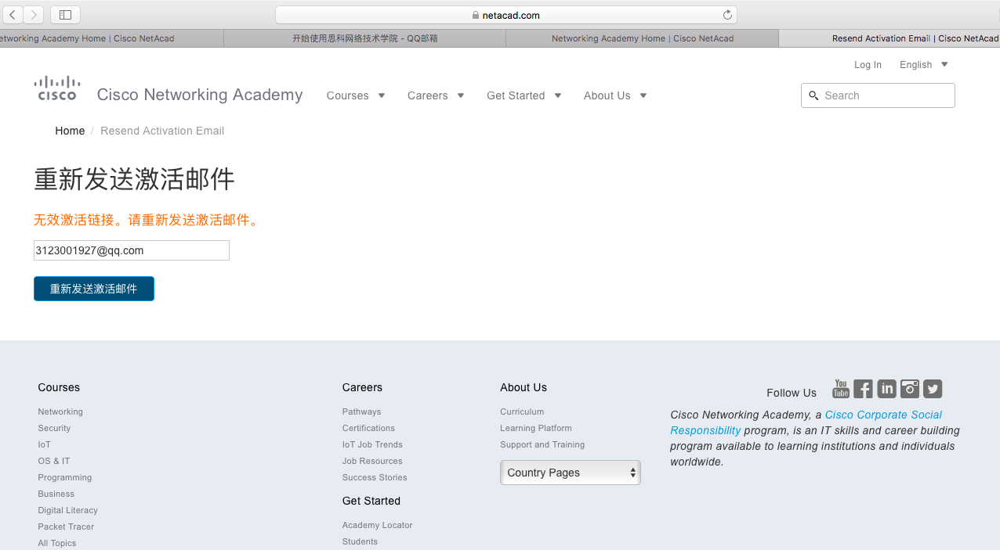 netacad.com
etworking Academy Home | Cisco NetAcad
开始使用思科网络技术学院 - QQ邮箱
Networking Academy Home | Cisco NetAcad
Resend Activation Email | Cisco NetAcad
Log In
English
cisco
Cisco Networking Academy
Courses
Careers
Get Started
About Us
Search
Home / Resend Activation Email
重新发送激活邮件
无效激活链接。请重新发送激活邮件。
3123001927@qq.com
重新发送激活邮件
Courses
Networking
Security
IoT
OS & IT
Programming
Business
Digital Literacy
Packet Tracer
All Topics
Careers
Pathways
Certifications
IoT Job Trends
Job Resources
Success Stories
Get Started
Academy Locator
Students
About Us
Curriculum
Learning Platform
Support and Training
Country Pages
Follow Us
You Tube
Cisco Networking Academy, a Cisco Corporate Social
Responsibility program, is an IT skills and career building
program available to learning institutions and individuals
worldwide.